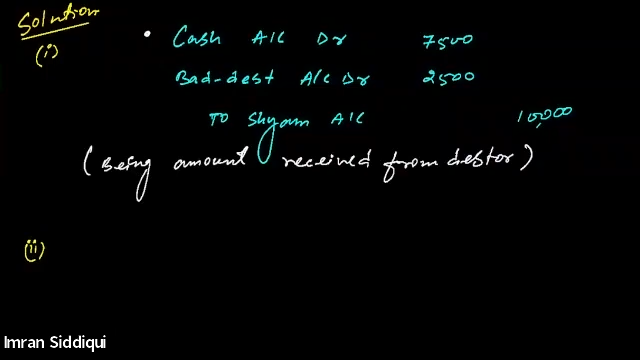 Solution
(i)
Cash A/C Dr 7500
Bad-dest A/C Dr 2500
To Shyam A/C 10,000
(Being amount received from debtor)
(ii)
Imran Siddiqui